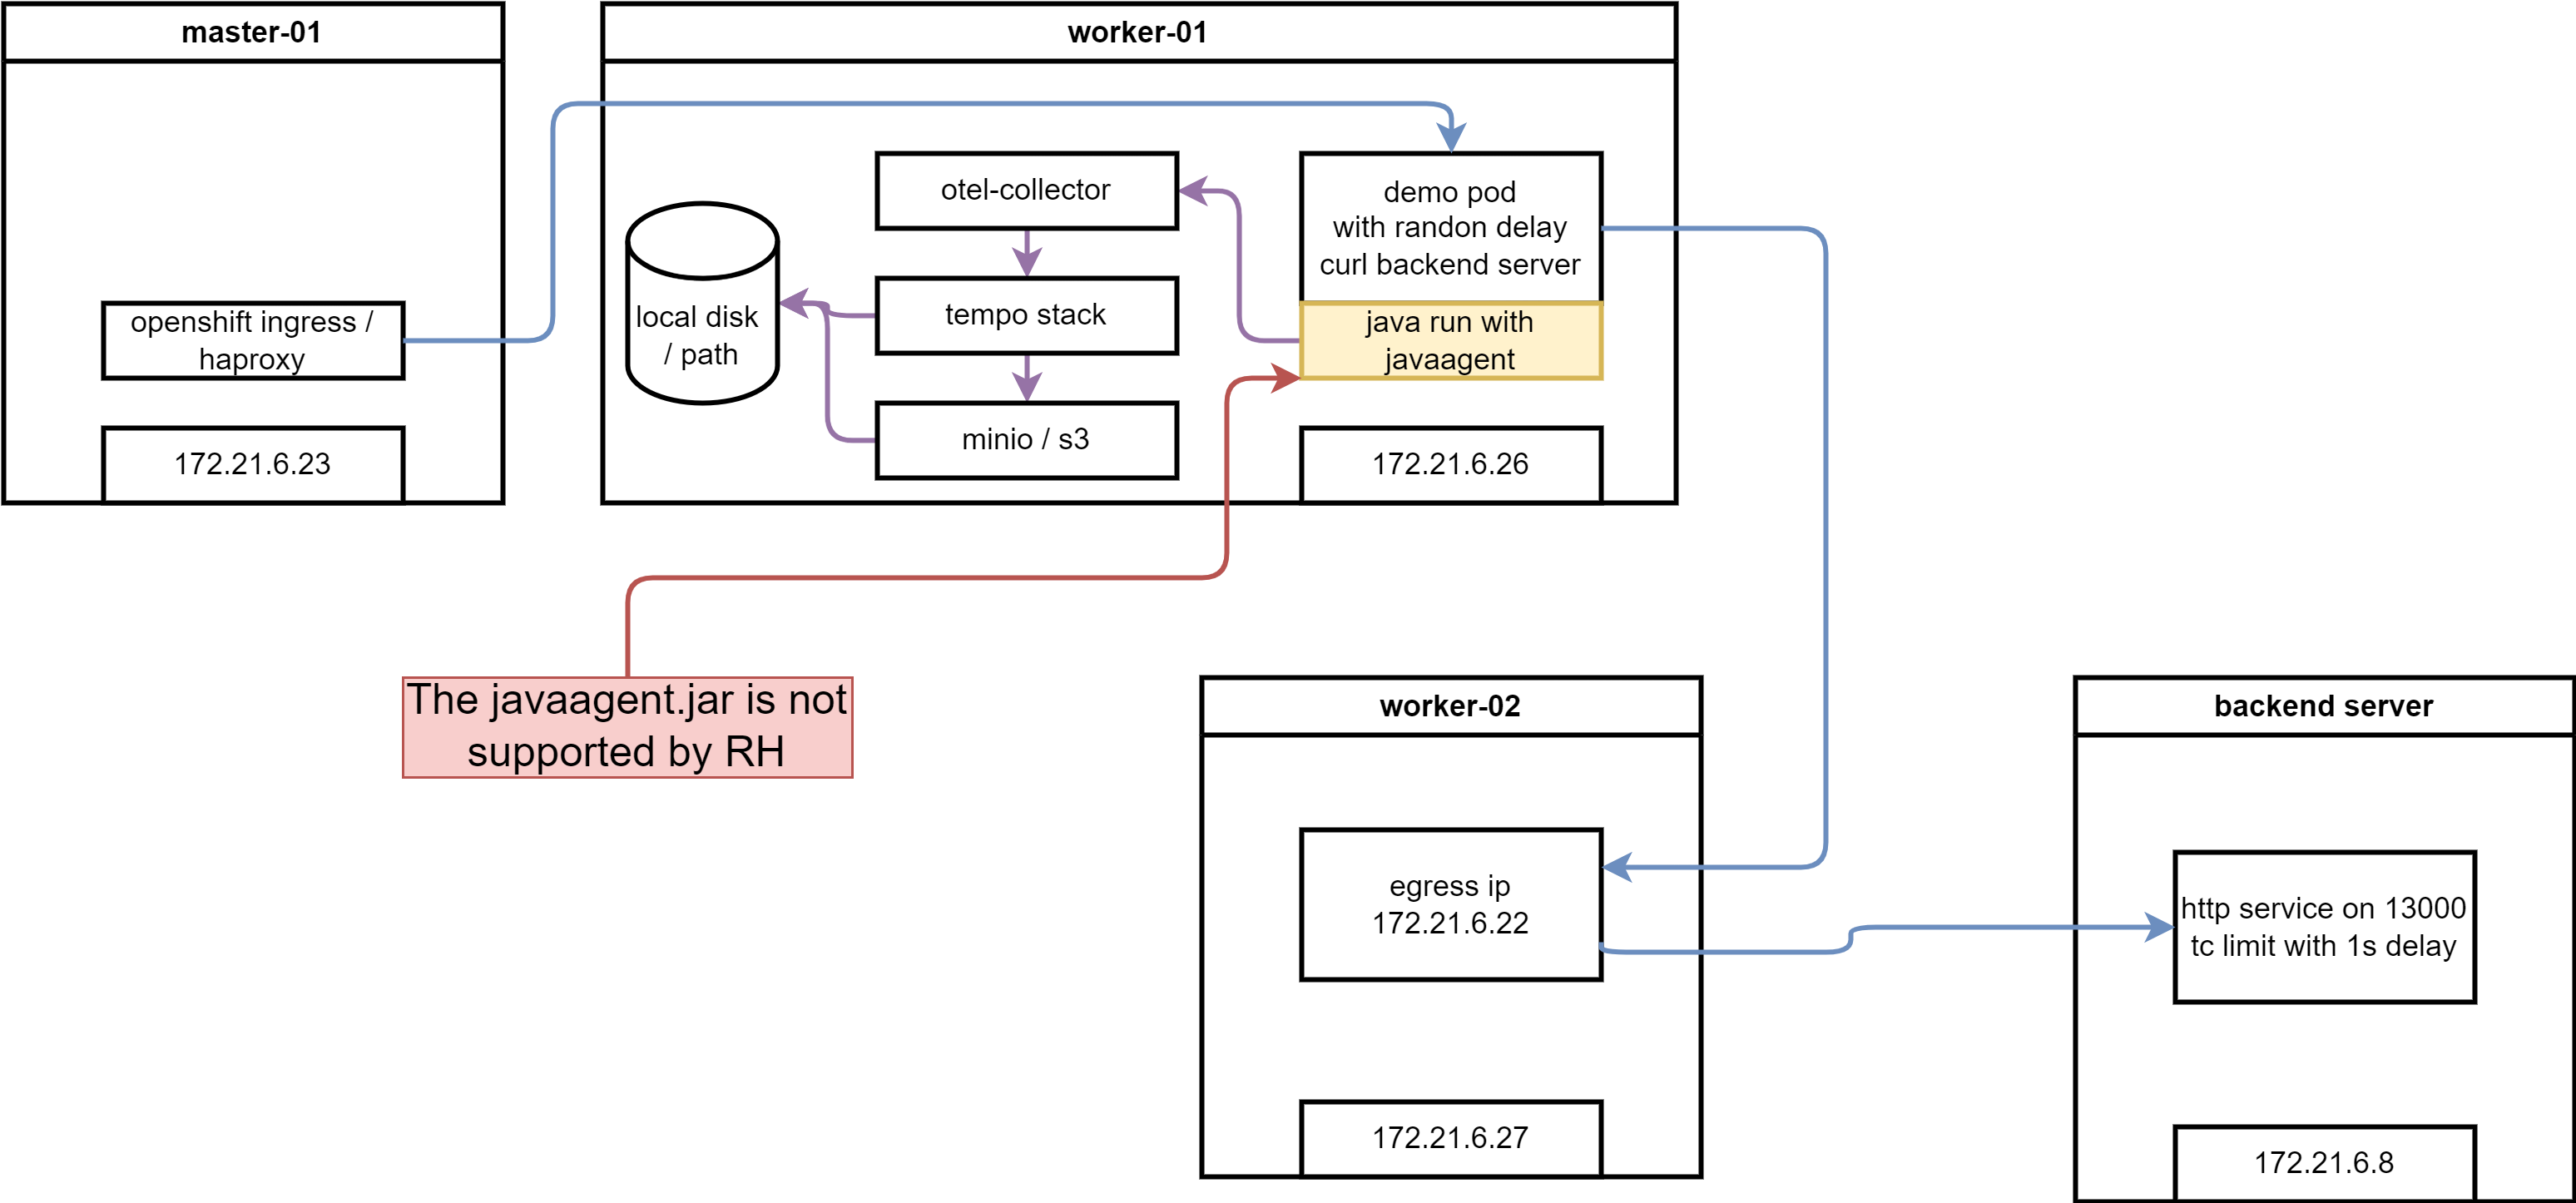 master-01
openshift ingress /
haproxy
172.21.6.23
worker-01
local disk
/ path
otel-collector
tempo stack
minio / s3
demo pod
with randon delay
curl backend server
java run with
javaagent
172.21.6.26
The javaagent.jar is not
supported by RH
worker-02
egress ip
172.21.6.22
172.21.6.27
backend server
http service on 13000
tc limit with 1s delay
172.21.6.8